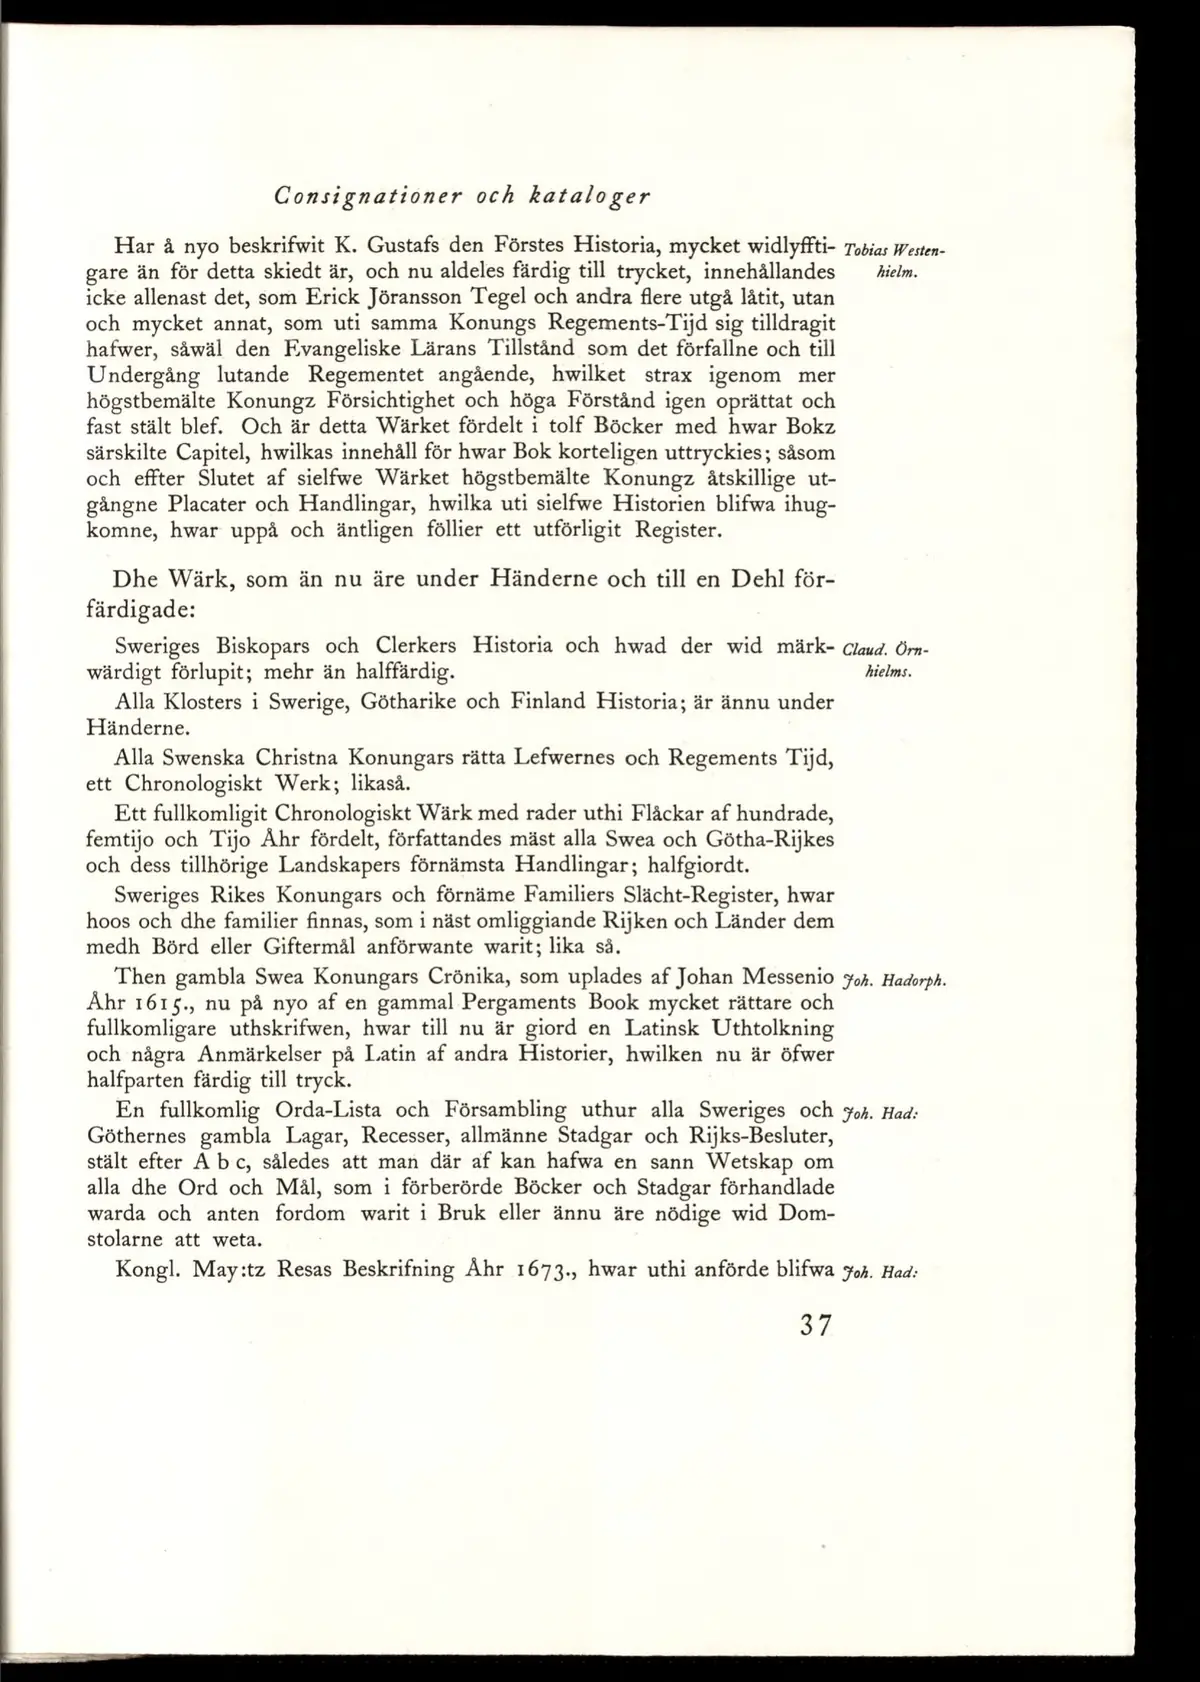 Consignationer och kataloger
Har å nyo beskrifwit K. Gustafs den Förstes Historia, mycket widlyffti- Tobias Westen-
gare än för detta skiedt är, och nu aldeles färdig till trycket, innehållandes hielm.
icke allenast det, som Erick Jöransson Tegel och andra flere utgå låtit, utan
och mycket annat, som uti samma Konungs Regements-Tijd sig tilldragit
hafwer, såwäl den Evangeliske Lärans Tillstånd som det förfallne och till
Undergång lutande Regementet angående, hwilket strax igenom mer
högstbemälte Konungz Försichtighet och höga Förstånd igen oprättat och
fast stält blef. Och är detta Wärket fördelt i tolf Böcker med hwar Bokz
särskilte Capitel, hwilkas innehåll för hwar Bok korteligen uttryckies; såsom
och effter Slutet af sielfwe Wärket högstbemälte Konungz åtskillige ut-
gångne Placater och Handlingar, hwilka uti sielfwe Historien blifwa ihug-
komne, hwar uppå och äntligen föllier ett utförligit Register.
Dhe Wärk, som än nu äre under Händerne och till en Dehl för-
färdigade:
Sweriges Biskopars och Clerkers Historia och hwad der wid märk- Claud. Örn-
wärdigt förlupit; mehr än halffärdig. hielms.
Alla Klosters i Swerige, Götharike och Finland Historia; är ännu under
Händerne.
Alla Swenska Christna Konungars rätta Lefwernes och Regements Tijd,
ett Chronologiskt Werk; likaså.
Ett fullkomligit Chronologiskt Wärk med rader uthi Flåckar af hundrade,
femtijo och Tijo Åhr fördelt, författandes mäst alla Swea och Götha-Rijkes
och dess tillhörige Landskapers förnämsta Handlingar; halfgiordt.
Sweriges Rikes Konungars och förnäme Familiers Slächt-Register, hwar
hoos och dhe familier finnas, som i näst omliggiande Rijken och Länder dem
medh Börd eller Giftermål anförwante warit; lika så.
Then gambla Swea Konungars Crönika, som uplades af Johan Messenio Joh. Hadorph.
Åhr 1615., nu på nyo af en gammal Pergaments Book mycket rättare och
fullkomligare uthskrifwen, hwar till nu är giord en Latinsk Uthtolkning
och några Anmärkelser på Latin af andra Historier, hwilken nu är öfwer
halfparten färdig till tryck.
En fullkomlig Orda-Lista och Försambling uthur alla Sweriges och Joh. Had:
Göthernes gambla Lagar, Recesser, allmänne Stadgar och Rijks-Besluter,
stält efter A b c, således att man där af kan hafwa en sann Wetskap om
alla dhe Ord och Mål, som i förberörde Böcker och Stadgar förhandlade
warda och anten fordom warit i Bruk eller ännu äre nödige wid Dom-
stolarne att weta.
Kongl. May:tz Resas Beskrifning Åhr 1673., hwar uthi anförde blifwa Joh. Had:
37